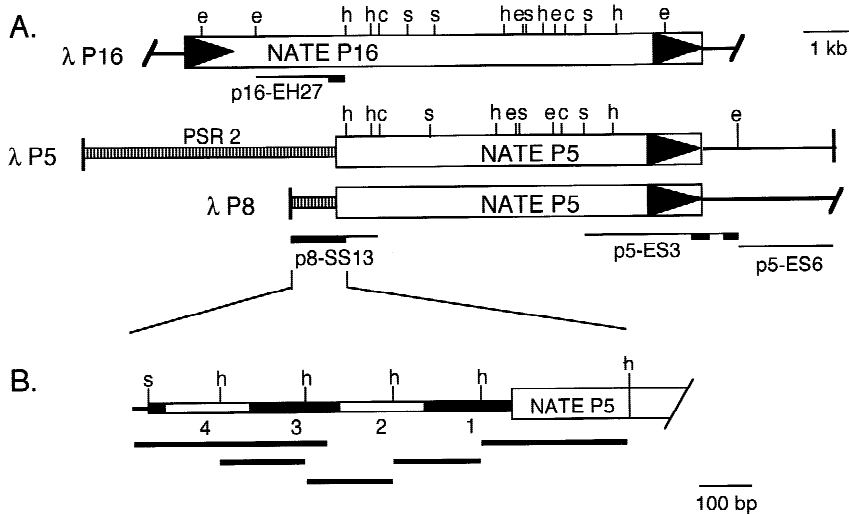 A.
e e h h c s s h e s h e c s h e
λ P16
NATE P16
1 kb
p16-EH27
h h c s h e s e c s h e
PSR 2
λ P5
NATE P5
λ P8
NATE P5
p8-SS13
p5-ES3
p5-ES6
B.
s h h h h h
NATE P5
4 3 2 1
100 bp